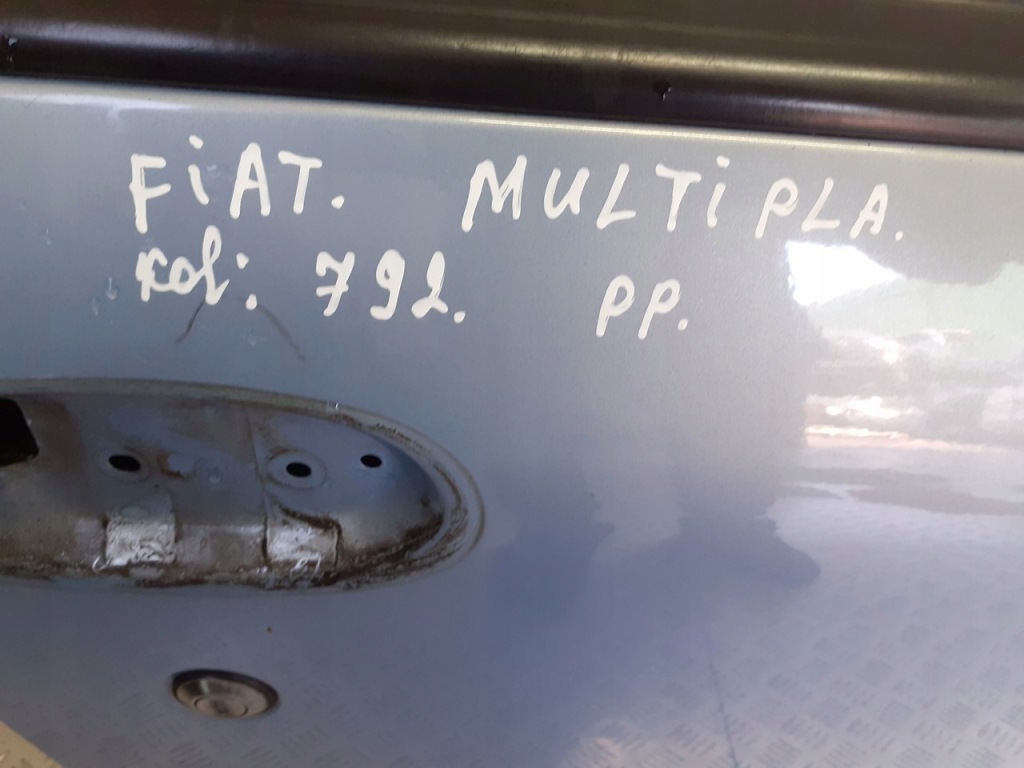 FiAT. MULTiPLA.
kol: 792. PP.